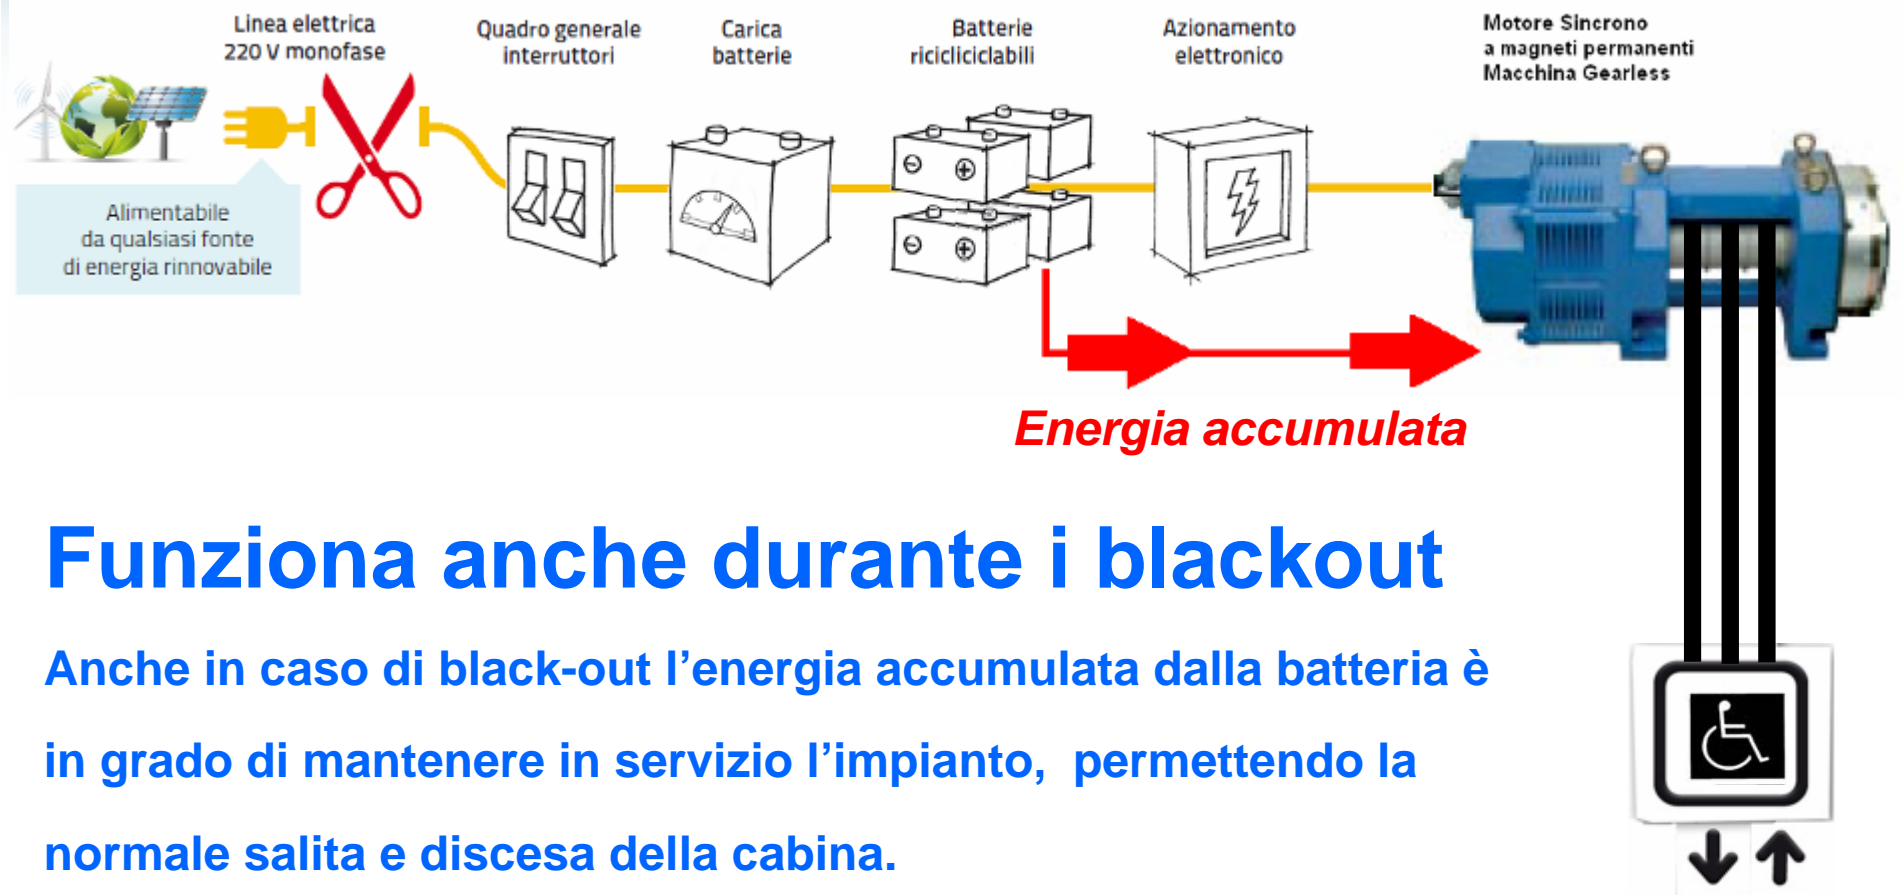 Linea elettrica
220 V monofase
Quadro generale
interruttori
Carica
batterie
Batterie
ricicliciclabili
Azionamento
elettronico
Motore Sincrono
a magneti permanenti
Macchina Gearless
Alimentabile
da qualsiasi fonte
di energia rinnovabile
Energia accumulata
Funziona anche durante i blackout
Anche in caso di black-out l’energia accumulata dalla batteria è
in grado di mantenere in servizio l’impianto,  permettendo la
normale salita e discesa della cabina.